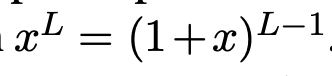 x^L = (1+x)^{L-1}.